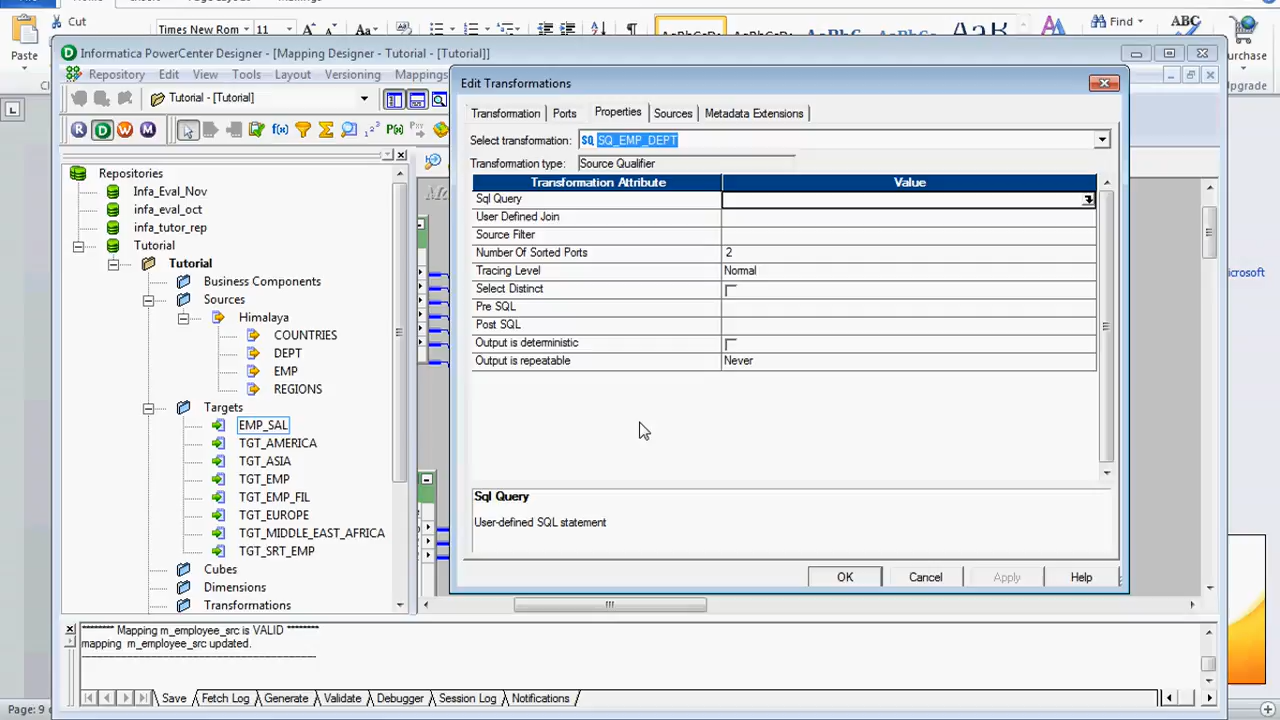 Home
Cut
Times New Rom
11
Find
ABC
Paste
Informatica PowerCenter Designer - [Mapping Designer - Tutorial - [Tutorial]]
Repository Edit View Tools Layout Versioning Mappings
Tutorial - [Tutorial]
Repositories
Infa_Eval_Nov
infa_eval_oct
infa_tutor_rep
Tutorial
Tutorial
Business Components
Sources
Himalaya
COUNTRIES
DEPT
EMP
REGIONS
Targets
EMP_SAL
TGT_AMERICA
TGT_ASIA
TGT_EMP
TGT_EMP_FIL
TGT_EUROPE
TGT_MIDDLE_EAST_AFRICA
TGT_SRT_EMP
Cubes
Dimensions
Transformations
Edit Transformations
Transformation Ports Properties Sources Metadata Extensions
Select transformation: SQ SQ_EMP_DEPT
Transformation type: Source Qualifier
Transformation Attribute Value
Sql Query
User Defined Join
Source Filter
Number Of Sorted Ports 2
Tracing Level Normal
Select Distinct
Pre SQL
Post SQL
Output is deterministic
Output is repeatable Never
Sql Query
User-defined SQL statement
OK Cancel Apply Help
******** Mapping m_employee_src is VALID ********
mapping m_employee_src updated.
Save Fetch Log Generate Validate Debugger Session Log Notifications